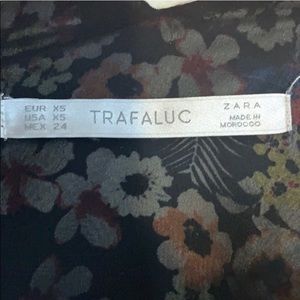 EUR XS
USA XS
MEX 24
TRAFALUC
ZARA
MADE IN
MOROCCO